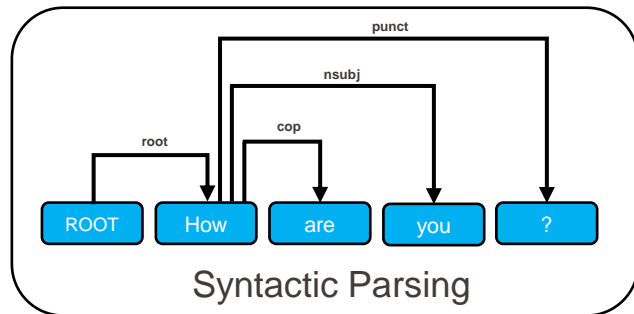 punct
nsubj
cop
root
ROOT How are you ?
Syntactic Parsing